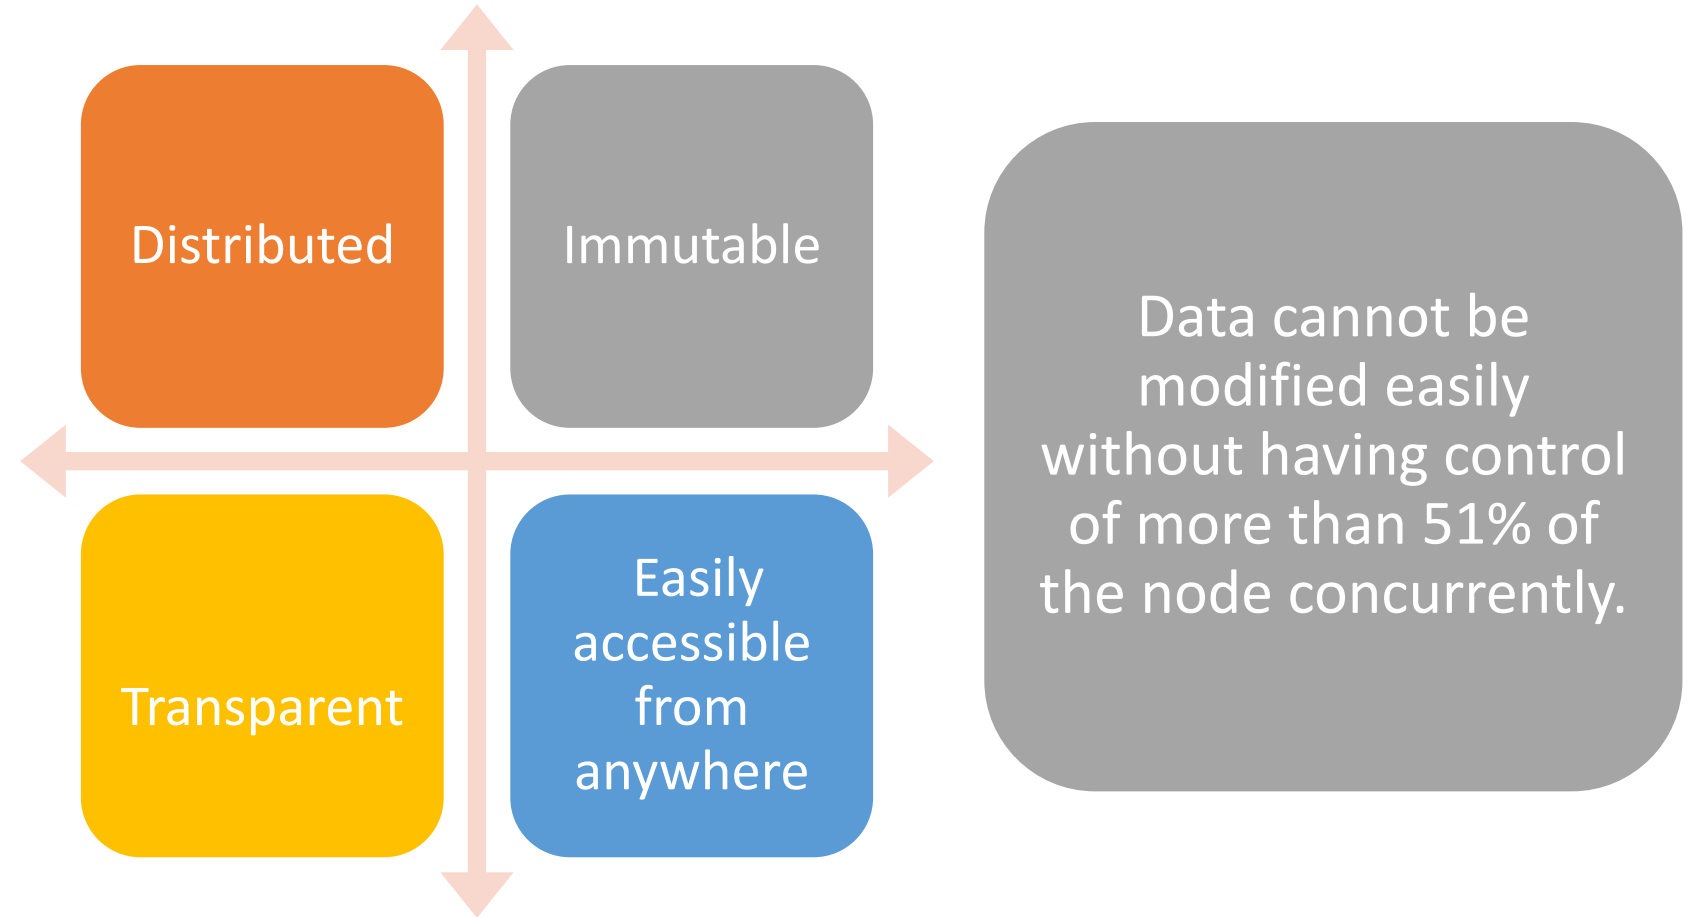 Distributed
Immutable
Transparent
Easily
accessible
from
anywhere
Data cannot be
modified easily
without having control
of more than 51% of
the node concurrently.